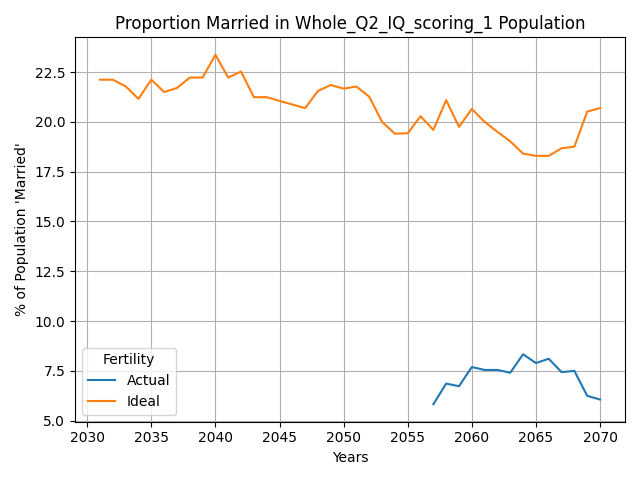 Proportion Married in Whole_Q2_IQ_scoring_1 Population
% of Population 'Married'
22.5
20.0
17.5
15.0
12.5
10.0
7.5
5.0
Fertility
Actual
Ideal
2030 2035 2040 2045 2050 2055 2060 2065 2070
Years